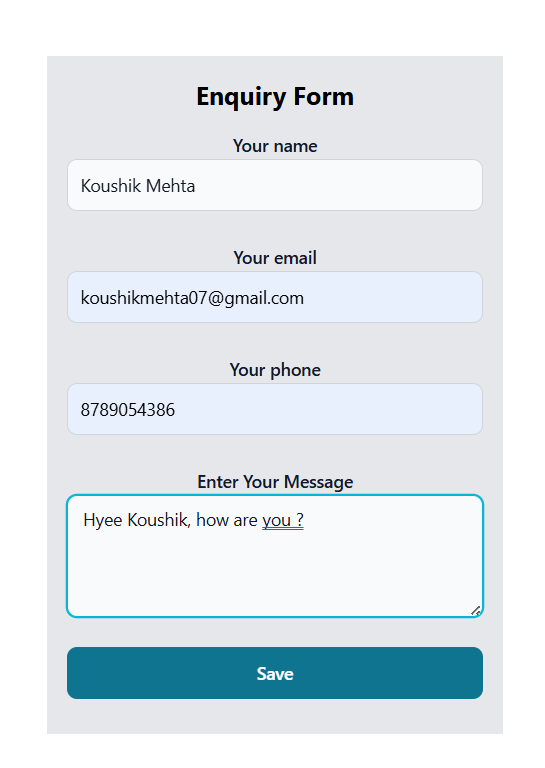 Enquiry Form
Your name
Koushik Mehta
Your email
koushikmehta07@gmail.com
Your phone
8789054386
Enter Your Message
Hyee Koushik, how are you ?
Save